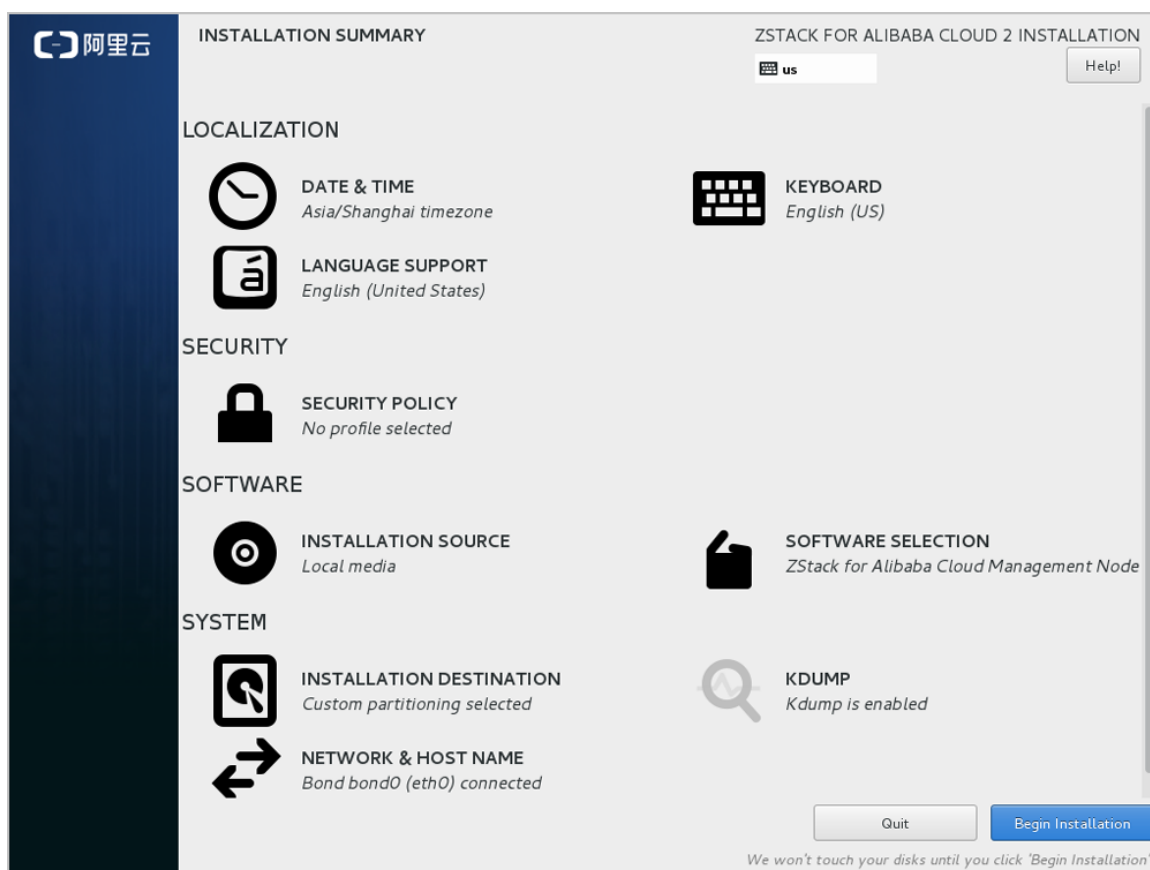 阿里云
INSTALLATION SUMMARY
ZSTACK FOR ALIBABA CLOUD 2 INSTALLATION
us
Help!
LOCALIZATION
DATE & TIME
Asia/Shanghai timezone
KEYBOARD
English (US)
LANGUAGE SUPPORT
English (United States)
SECURITY
SECURITY POLICY
No profile selected
SOFTWARE
INSTALLATION SOURCE
Local media
SOFTWARE SELECTION
ZStack for Alibaba Cloud Management Node
SYSTEM
INSTALLATION DESTINATION
Custom partitioning selected
KDUMP
Kdump is enabled
NETWORK & HOST NAME
Bond bond0 (eth0) connected
Quit
Begin Installation
We won't touch your disks until you click 'Begin Installation'